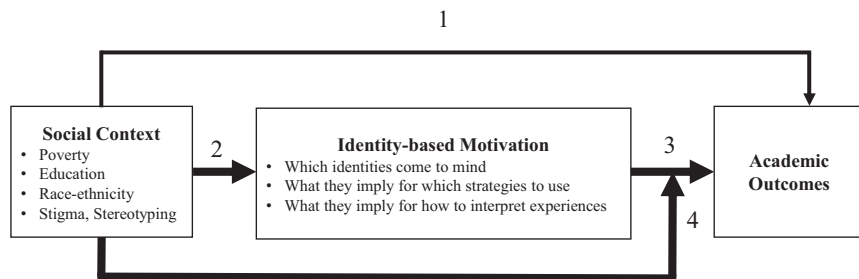 1
Social Context
• Poverty
• Education
• Race-ethnicity
• Stigma, Stereotyping
2
Identity-based Motivation
• Which identities come to mind
• What they imply for which strategies to use
• What they imply for how to interpret experiences
3
4
Academic
Outcomes